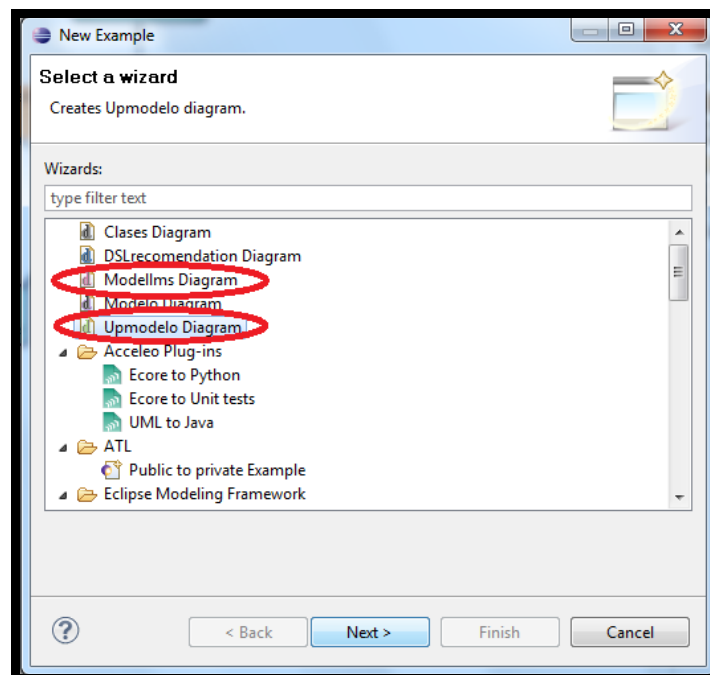 New Example
Select a wizard
Creates Upmodelo diagram.
Wizards:
type filter text
Clases Diagram
DSLrecomendation Diagram
Modellms Diagram
Modelo Diagram
Upmodelo Diagram
Acceleo Plug-ins
Ecore to Python
Ecore to Unit tests
UML to Java
ATL
Public to private Example
Eclipse Modeling Framework
< Back Next > Finish Cancel